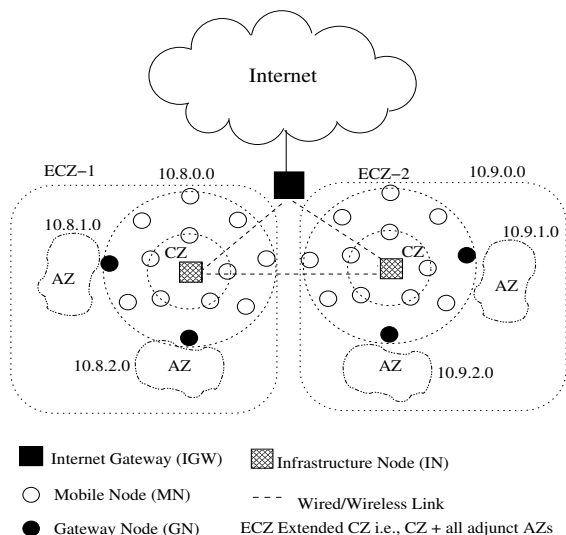 Internet
ECZ−1
10.8.0.0
ECZ−2
10.9.0.0
10.8.1.0
CZ
CZ
10.9.1.0
AZ
AZ
AZ
AZ
10.8.2.0
10.9.2.0
Internet Gateway (IGW)
Infrastructure Node (IN)
Mobile Node (MN)
Wired/Wireless Link
Gateway Node (GN)
ECZ Extended CZ i.e., CZ + all adjunct AZs